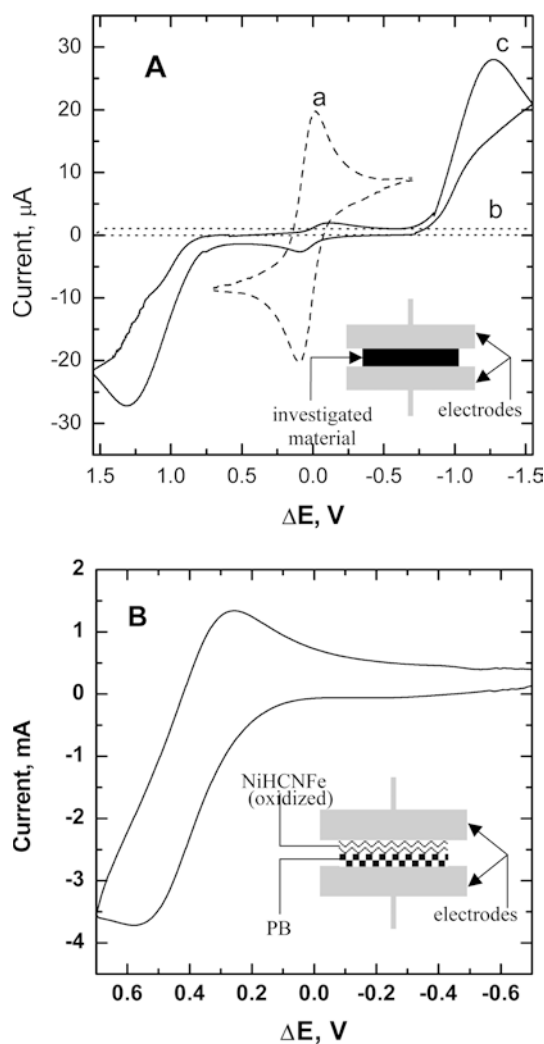 A
a
b
c
Current, μA
30
20
10
0
-10
-20
-30
investigated
material
electrodes
1.5 1.0 0.5 0.0 -0.5 -1.0 -1.5
ΔE, V
B
Current, mA
2
1
0
-1
-2
-3
-4
NiHCNFe
(oxidized)
PB
electrodes
0.6 0.4 0.2 0.0 -0.2 -0.4 -0.6
ΔE, V